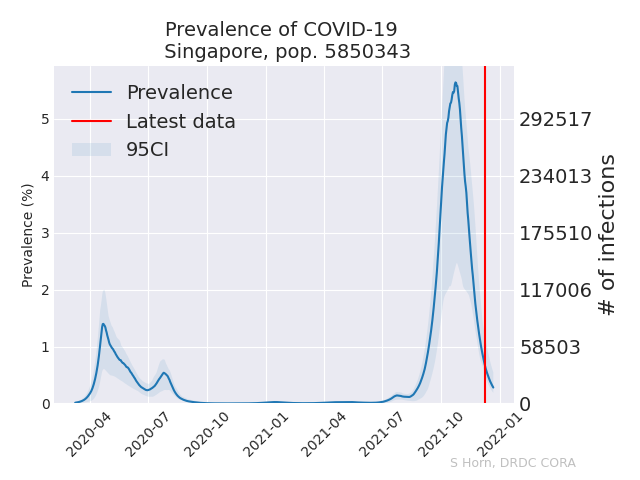 Prevalence of COVID-19
Singapore, pop. 5850343
Prevalence
Latest data
95CI
Prevalence (%)
5
4
3
2
1
0
292517
234013
175510
117006
58503
0
# of infections
2020-04
2020-07
2020-10
2021-01
2021-04
2021-07
2021-10
2022-01
S Horn, DRDC CORA